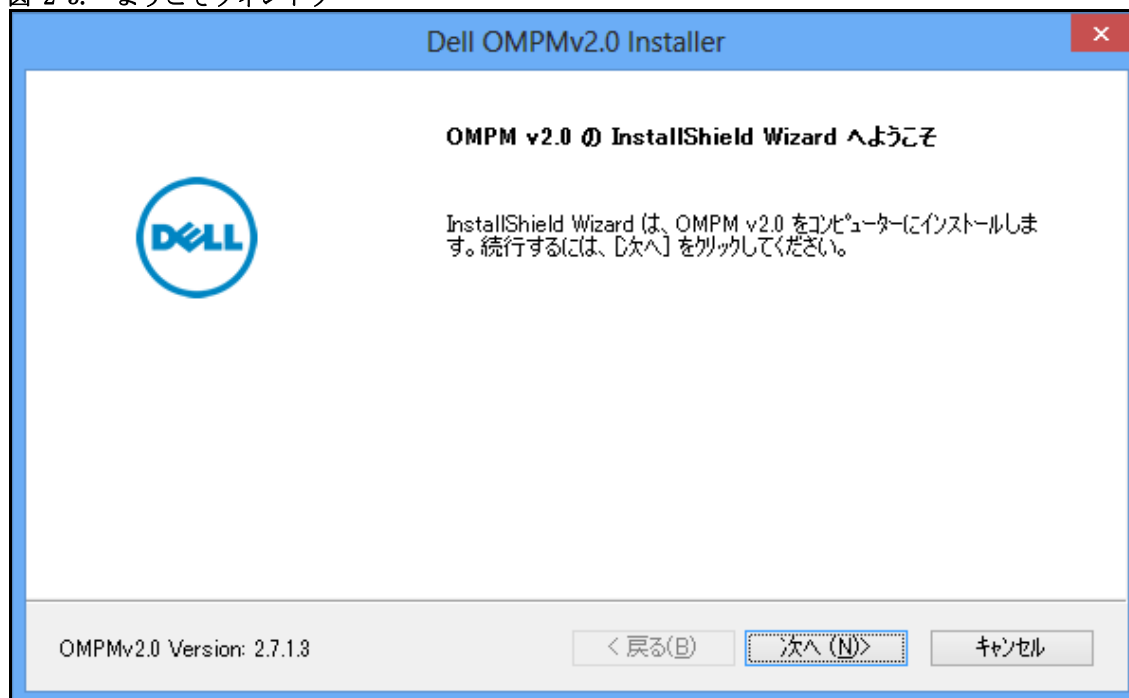 Dell OMPMv2.0 Installer
OMPM v2.0 の InstallShield Wizard へようこそ
DELL
InstallShield Wizard は、OMPM v2.0 をコンピューターにインストールしま
す。続行するには、[次へ] をクリックしてください。
OMPMv2.0 Version: 2.7.1.3
< 戻る(B)
次へ (N)>
キャンセル